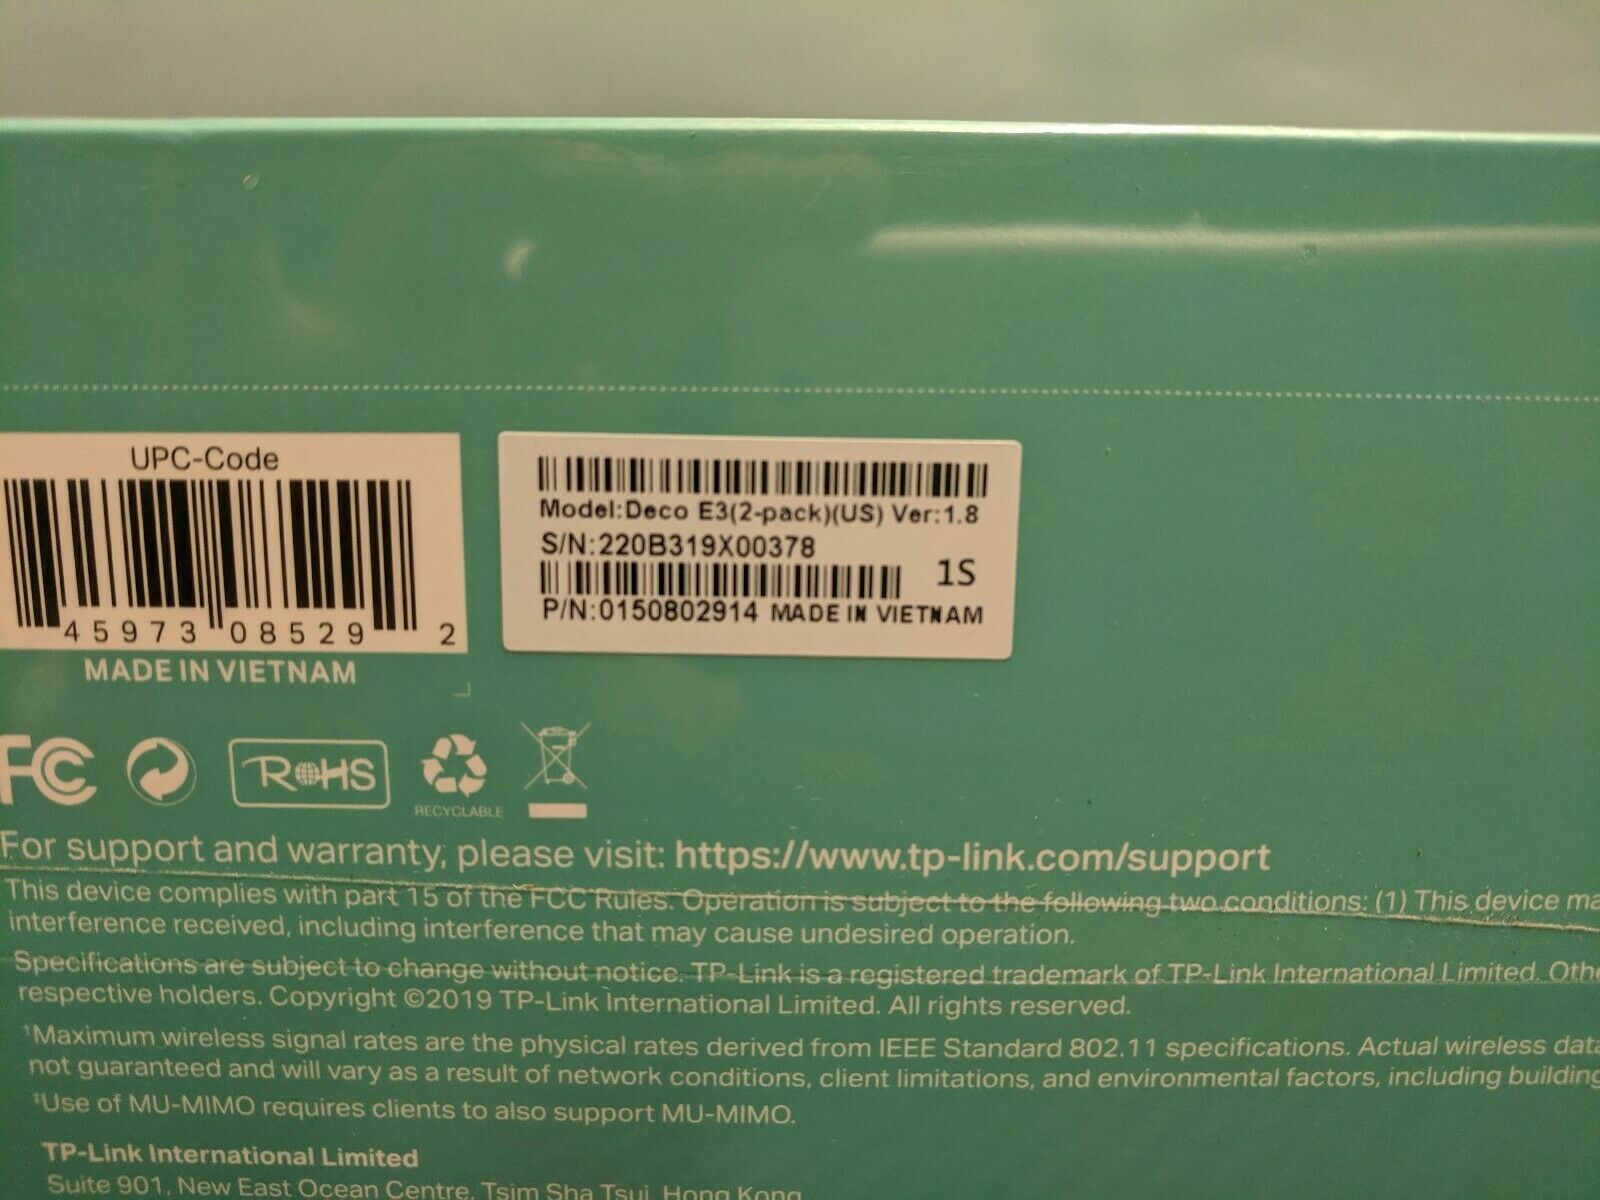 UPC-Code
45973 08529 2
MADE IN VIETNAM
Model:Deco E3(2-pack)(US) Ver:1.8
S/N:220B319X00378
1S
P/N:0150802914 MADE IN VIETNAM
FC
RoHS
RECYCLABLE
For support and warranty, please visit: https://www.tp-link.com/support
This device complies with part 15 of the FCC Rules. Operation is subject to the following two conditions: (1) This device ma
interference received, including interference that may cause undesired operation.
Specifications are subject to change without notice. TP-Link is a registered trademark of TP-Link International Limited. Othe
respective holders. Copyright ©2019 TP-Link International Limited. All rights reserved.
†Maximum wireless signal rates are the physical rates derived from IEEE Standard 802.11 specifications. Actual wireless data
not guaranteed and will vary as a result of network conditions, client limitations, and environmental factors, including building
‡Use of MU-MIMO requires clients to also support MU-MIMO.
TP-Link International Limited
Suite 901, New East Ocean Centre, Tsim Sha Tsui, Hong Kong